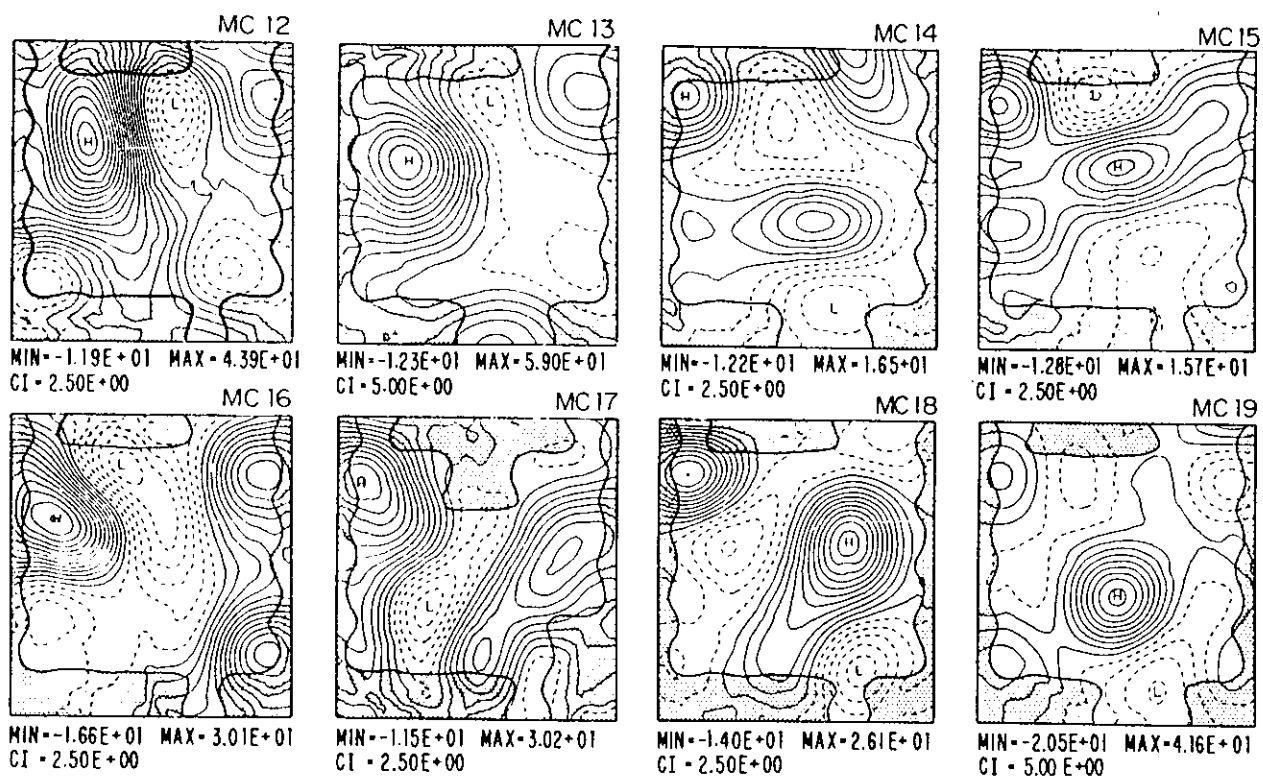 MC 12 MC 13 MC 14 MC 15
H L H L H L H
MIN=-1.19E+01 MAX=4.39E+01 MIN=-1.23E+01 MAX=5.90E+01 MIN=-1.22E+01 MAX=1.65+01 MIN=-1.28E+01 MAX=1.57E+01
CI=2.50E+00 CI=5.00E+00 CI=2.50E+00 CI=2.50E+00
MC 16 MC 17 MC 18 MC 19
H L L H L H L
MIN=-1.66E+01 MAX=3.01E+01 MIN=-1.15E+01 MAX=3.02+01 MIN=-1.40E+01 MAX=2.61E+01 MIN=-2.05E+01 MAX=4.16E+01
CI=2.50E+00 CI=2.50E+00 CI=2.50E+00 CI=5.00 E+00